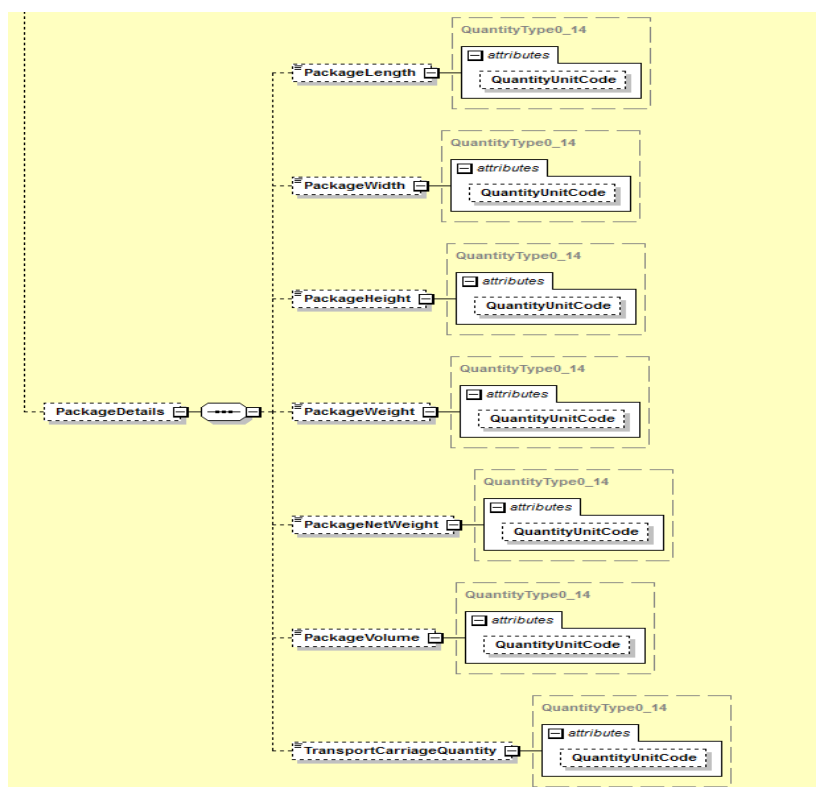 QuantityType0_14
attributes
PackageLength
QuantityUnitCode
QuantityType0_14
attributes
PackageWidth
QuantityUnitCode
QuantityType0_14
attributes
PackageHeight
QuantityUnitCode
QuantityType0_14
attributes
PackageDetails
PackageWeight
QuantityUnitCode
QuantityType0_14
attributes
PackageNetWeight
QuantityUnitCode
QuantityType0_14
attributes
PackageVolume
QuantityUnitCode
QuantityType0_14
attributes
TransportCarriageQuantity
QuantityUnitCode